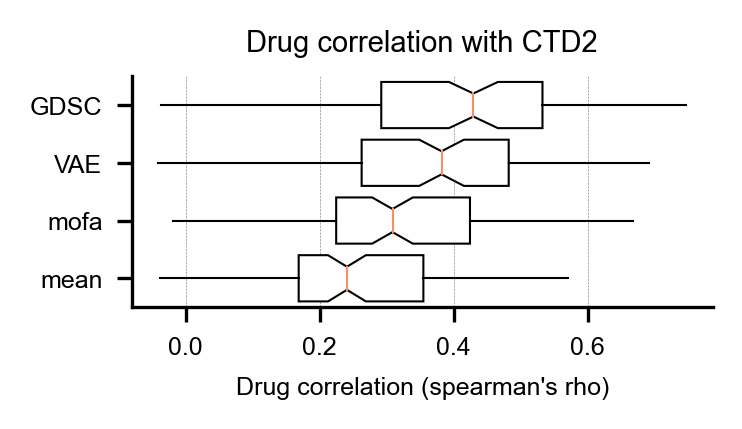 Drug correlation with CTD2
GDSC
VAE
mofa
mean
0.0 0.2 0.4 0.6
Drug correlation (spearman's rho)